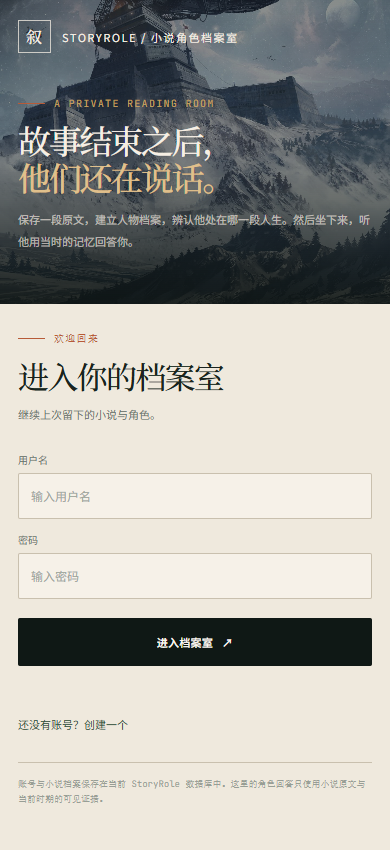 叙 STORYROLE / 小说角色档案室
A PRIVATE READING ROOM
故事结束之后，
他们还在说话。
保存一段原文，建立人物档案，辨认他处在哪一段人生。然后坐下来，听
他用当时的记忆回答你。
欢迎回来
进入你的档案室
继续上次留下的小说与角色。
用户名
输入用户名
密码
输入密码
进入档案室 ↗
还没有账号？创建一个
账号与小说档案保存在当前 StoryRole 数据库中。这里的角色回答只使用小说原文与
当前时期的可见证据。